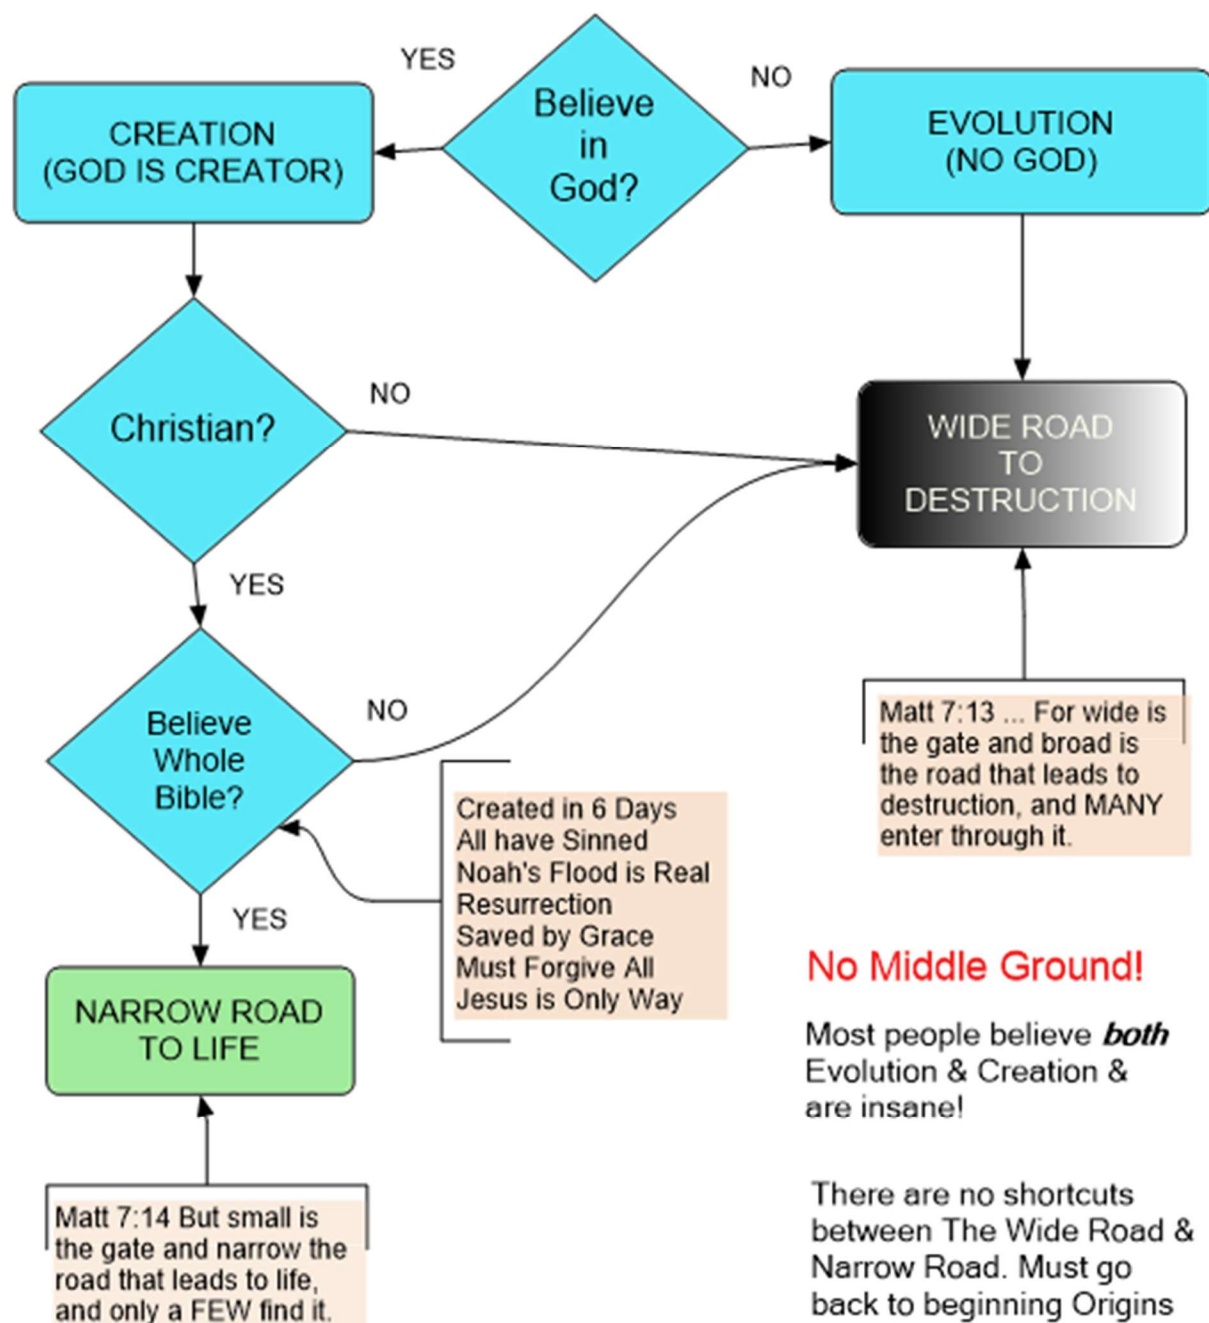 YES
Believe
in
God?
NO
CREATION
(GOD IS CREATOR)
EVOLUTION
(NO GOD)
Christian?
NO
WIDE ROAD
TO
DESTRUCTION
YES
Believe
Whole
Bible?
NO
Matt 7:13 ... For wide is
the gate and broad is
the road that leads to
destruction, and MANY
enter through it.
Created in 6 Days
All have Sinned
Noah's Flood is Real
Resurrection
Saved by Grace
Must Forgive All
Jesus is Only Way
YES
NARROW ROAD
TO LIFE
No Middle Ground!
Most people believe both
Evolution & Creation &
are insane!
Matt 7:14 But small is
the gate and narrow the
road that leads to life,
and only a FEW find it.
There are no shortcuts
between The Wide Road &
Narrow Road. Must go
back to beginning Origins